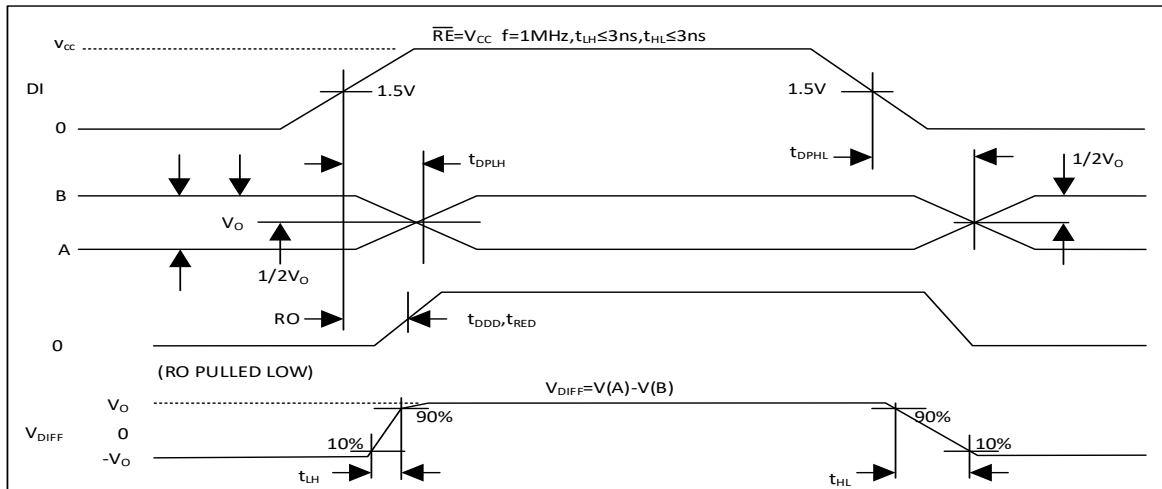 VCC
RE=VCC f=1MHz,tLH≤3ns,tHL≤3ns
DI
1.5V
1.5V
0
tDPLH
tDPHL
1/2VO
B
VO
A
1/2VO
RO
tDDD,tRED
0
(RO PULLED LOW)
VDIFF=V(A)-V(B)
VO
90%
90%
VDIFF
0
10%
10%
-VO
tLH
tHL